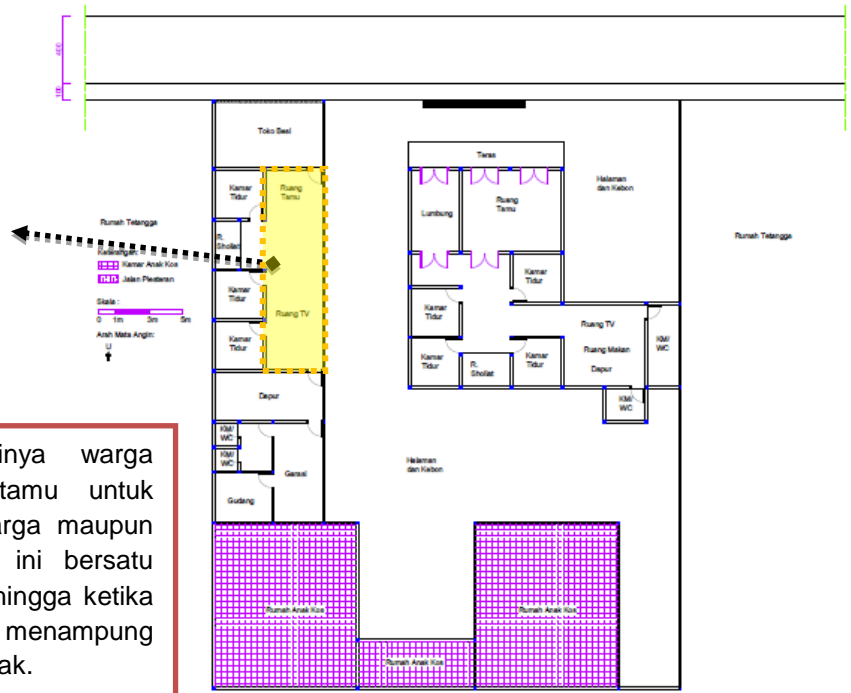 400
100
Toko Besi
Teras
Halaman
dan Kebon
Kamar
Tidur
Ruang
Tamu
Lumbung
Ruang
Tamu
Rumah Tetangga
R.
Shollat
Rumah Tetangga
Keterangan:
Kamar Anak Kos
Jalan Plesteran
Kamar
Tidur
Kamar
Tidur
Skala :
0 1m 3m 5m
Ruang TV
Kamar
Tidur
Ruang TV
Arah Mata Angin:
U
Kamar
Tidur
Kamar
Tidur
R.
Shollat
Kamar
Tidur
Ruang Makan
Dapur
KM/
WC
Dapur
KM/
WC
KM/
WC
KM/
WC
Garasi
Gudang
Halaman
dan Kebon
inya warga
tamu untuk
arga maupun
ini bersatu
hingga ketika
menampung
ak.
Rumah Anak Kos
Rumah Anak Kos
Rumah Anak Kos